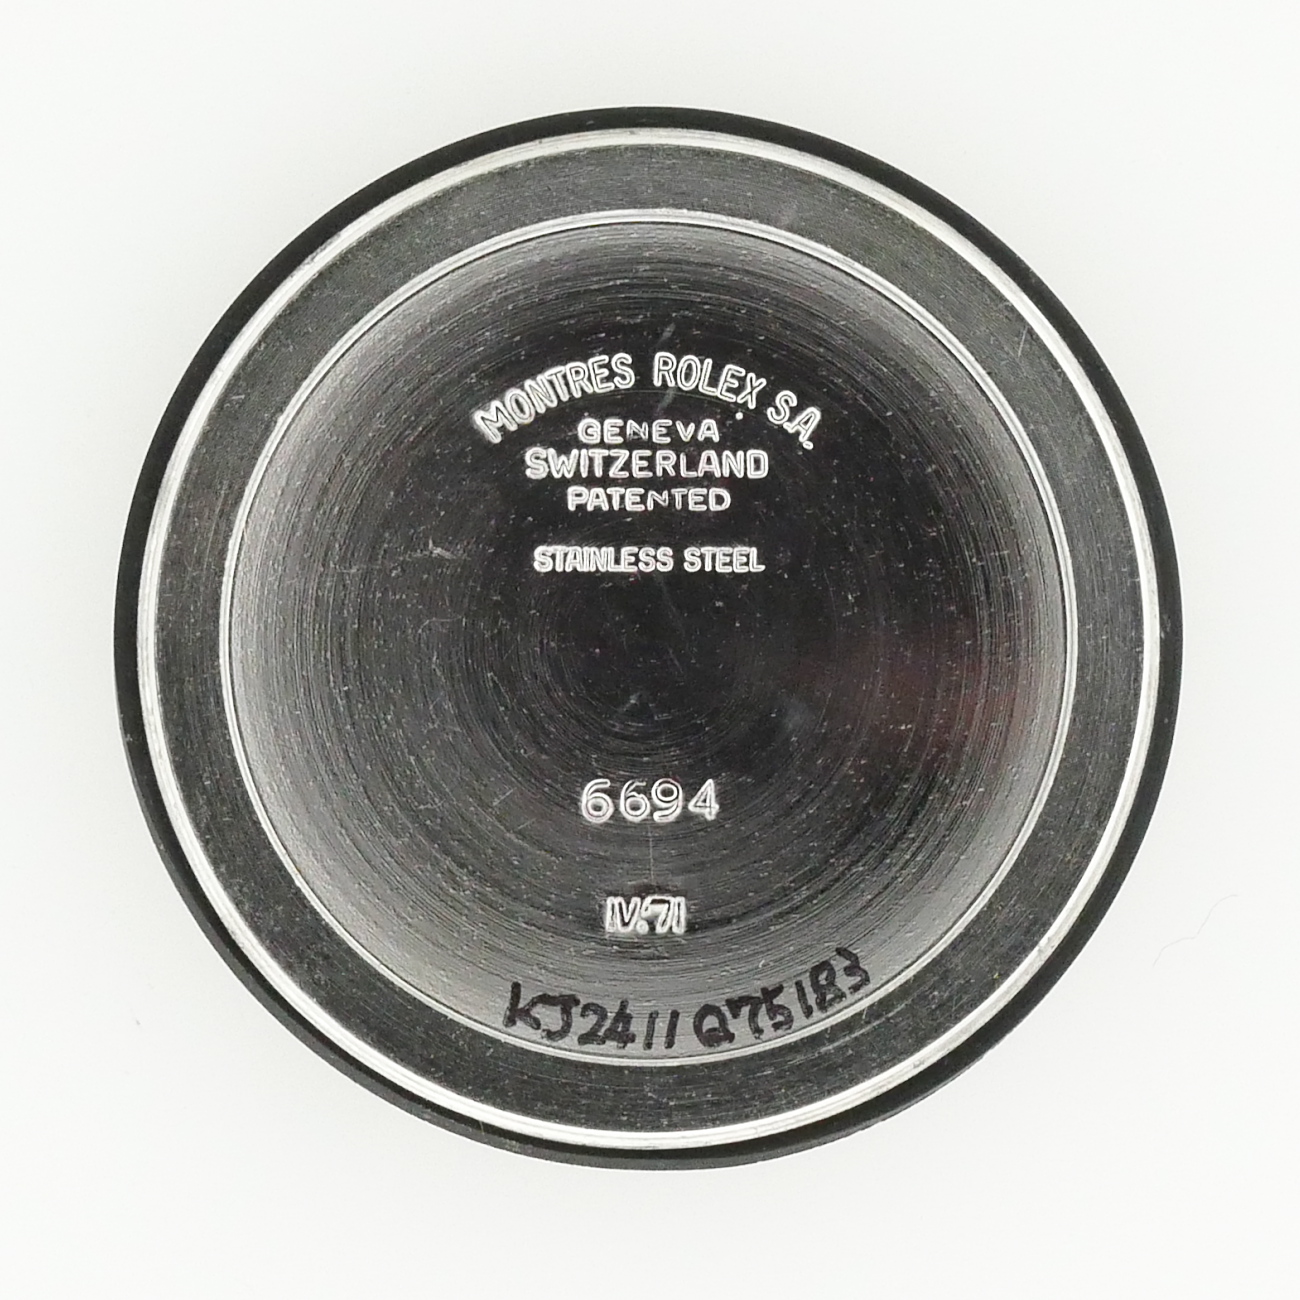 MONTRES ROLEX S.A.
GENEVA
SWITZERLAND
PATENTED
STAINLESS STEEL
6694
IV.71
KJ2411Q75183